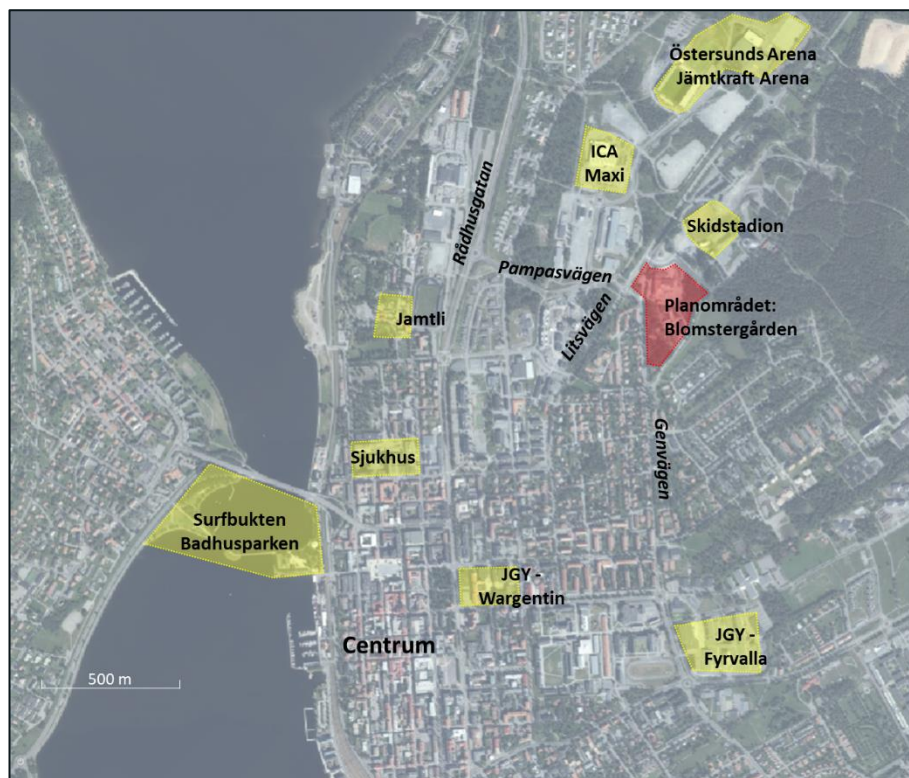 Östersunds Arena
Jämtkraft Arena
ICA
Maxi
Rådhusgatan
Skidstadion
Pampasvägen
Planområdet:
Blomstergården
Jamtli
Litsvägen
Genvägen
Sjukhus
Surfbukten
Badhusparken
JGY -
Wargentin
Centrum
JGY -
Fyrvalla
500 m